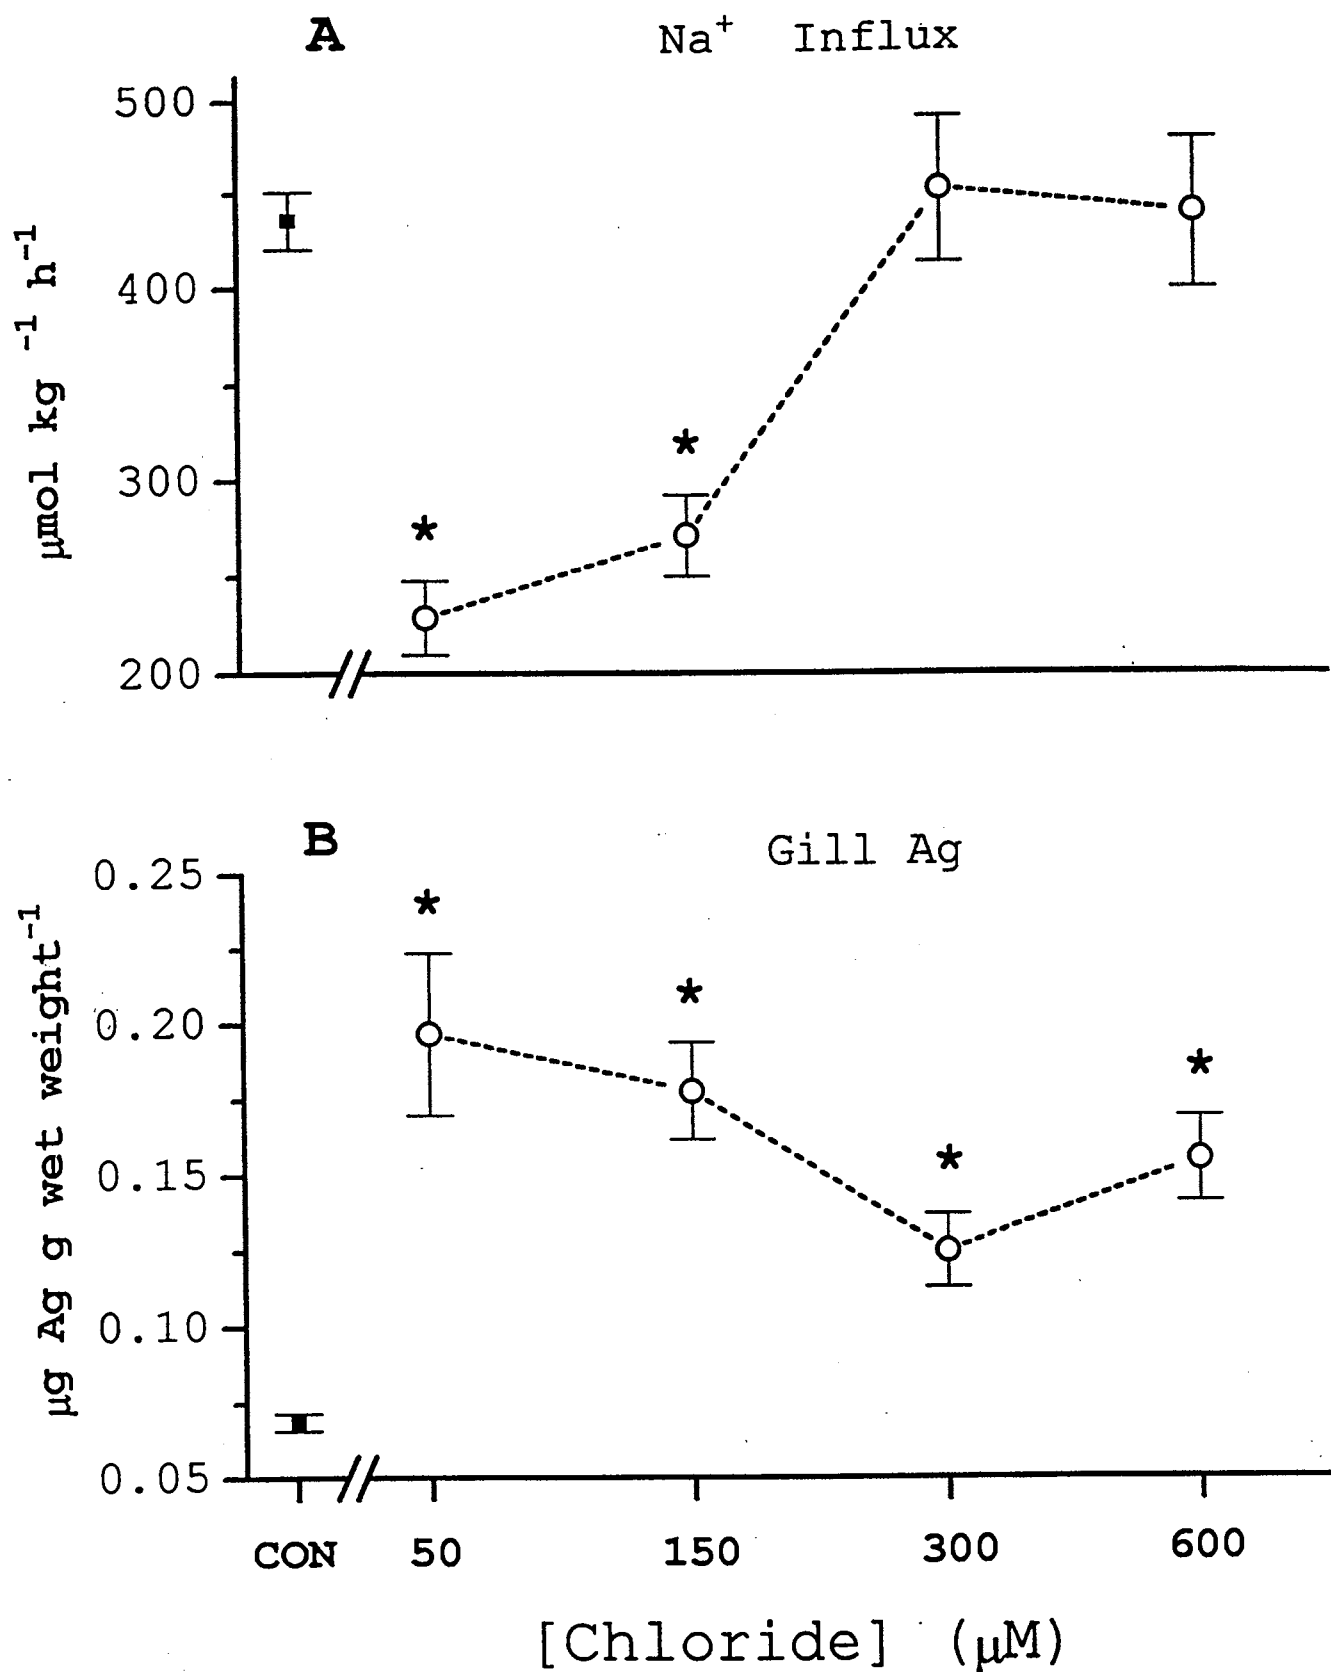 A
Na⁺ Influx
500
400
300
200
µmol kg ⁻¹ h⁻¹
*
*
B
Gill Ag
0.25
0.20
0.15
0.10
0.05
µg Ag g wet weight⁻¹
*
*
*
*
CON 50 150 300 600
[Chloride] (µM)